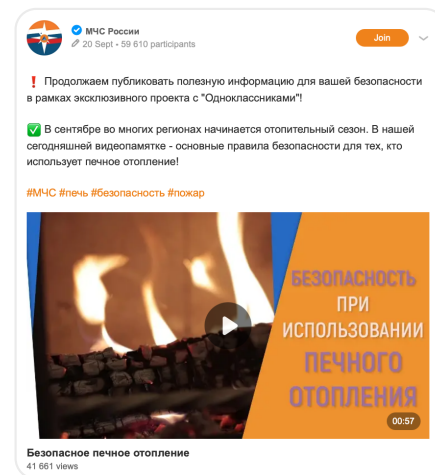 МЧС России
20 Sept • 59 610 participants
Join
❗ Продолжаем публиковать полезную информацию для вашей безопасности
в рамках эксклюзивного проекта с "Одноклассниками"!
✅ В сентябре во многих регионах начинается отопительный сезон. В нашей
сегодняшней видеопамятке - основные правила безопасности для тех, кто
использует печное отопление!
#МЧС #печь #безопасность #пожар
БЕЗОПАСНОСТЬ
ПРИ
ИСПОЛЬЗОВАНИИ
ПЕЧНОГО
ОТОПЛЕНИЯ
00:57
Безопасное печное отопление
41 661 views